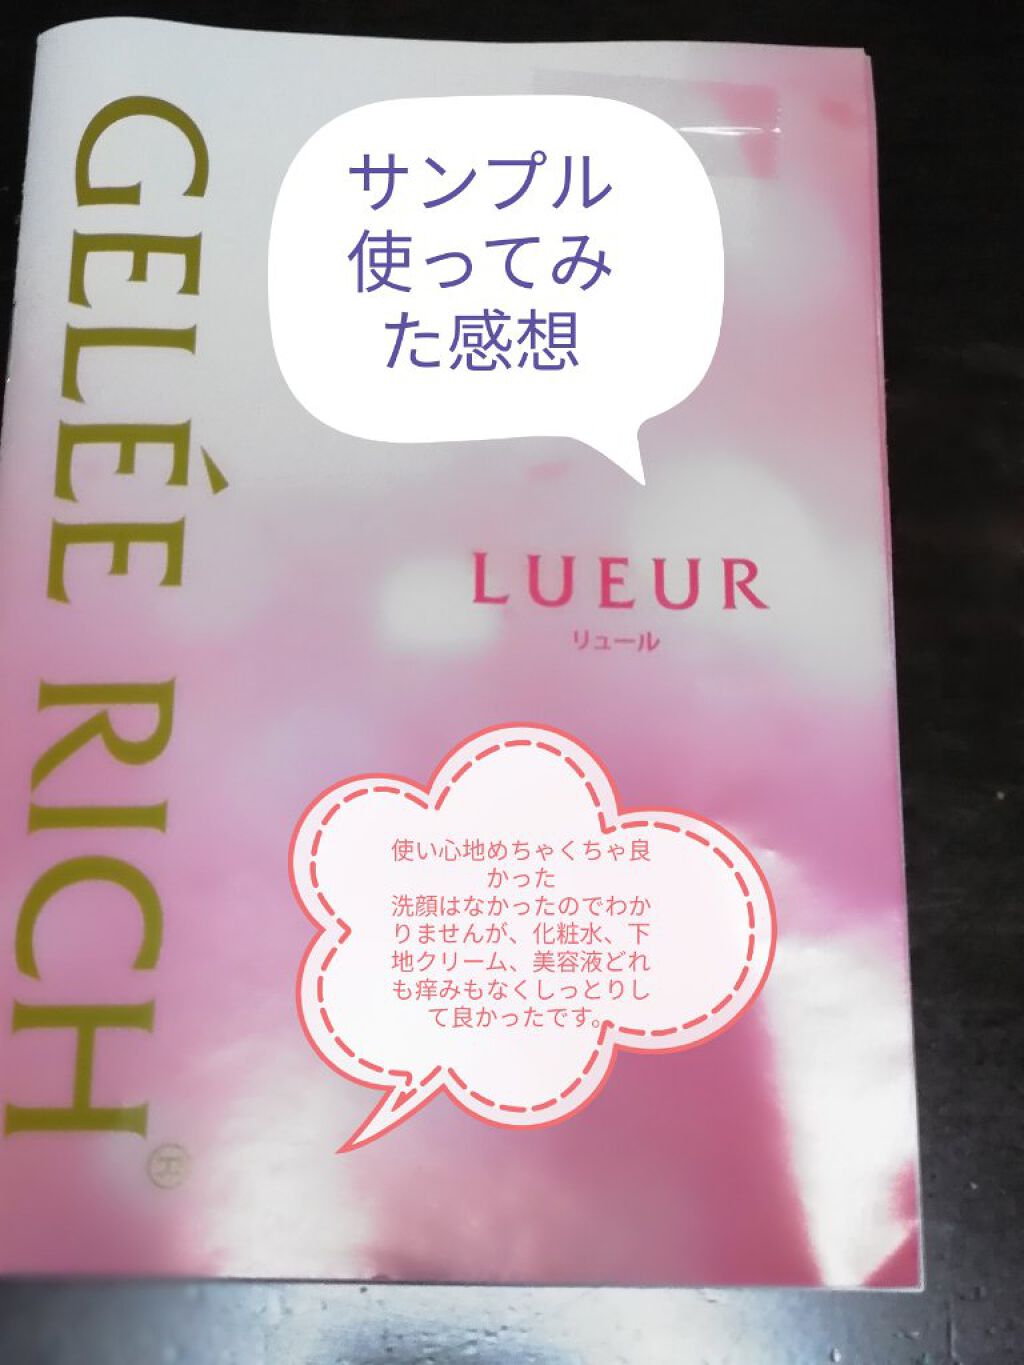 サンプル
使ってみ
た感想
GELÉE RICH
LUEUR
リュール
使い心地めちゃくちゃ良
かった
洗顔はなかったのでわか
りませんが、化粧水、下
地クリーム、美容液どれ
も痒みもなくしっとりし
て良かったです。